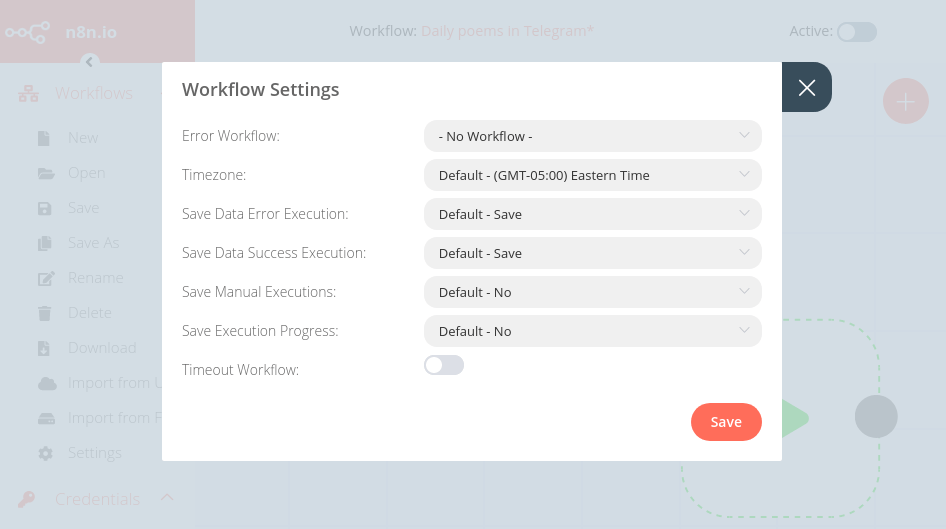 n8n.io
Workflow: Daily poems in Telegram*
Active:
Workflows
New
Open
Save
Save As
Rename
Delete
Download
Import from U
Import from F
Settings
Credentials
Workflow Settings
Error Workflow: - No Workflow -
Timezone: Default - (GMT-05:00) Eastern Time
Save Data Error Execution: Default - Save
Save Data Success Execution: Default - Save
Save Manual Executions: Default - No
Save Execution Progress: Default - No
Timeout Workflow:
Save